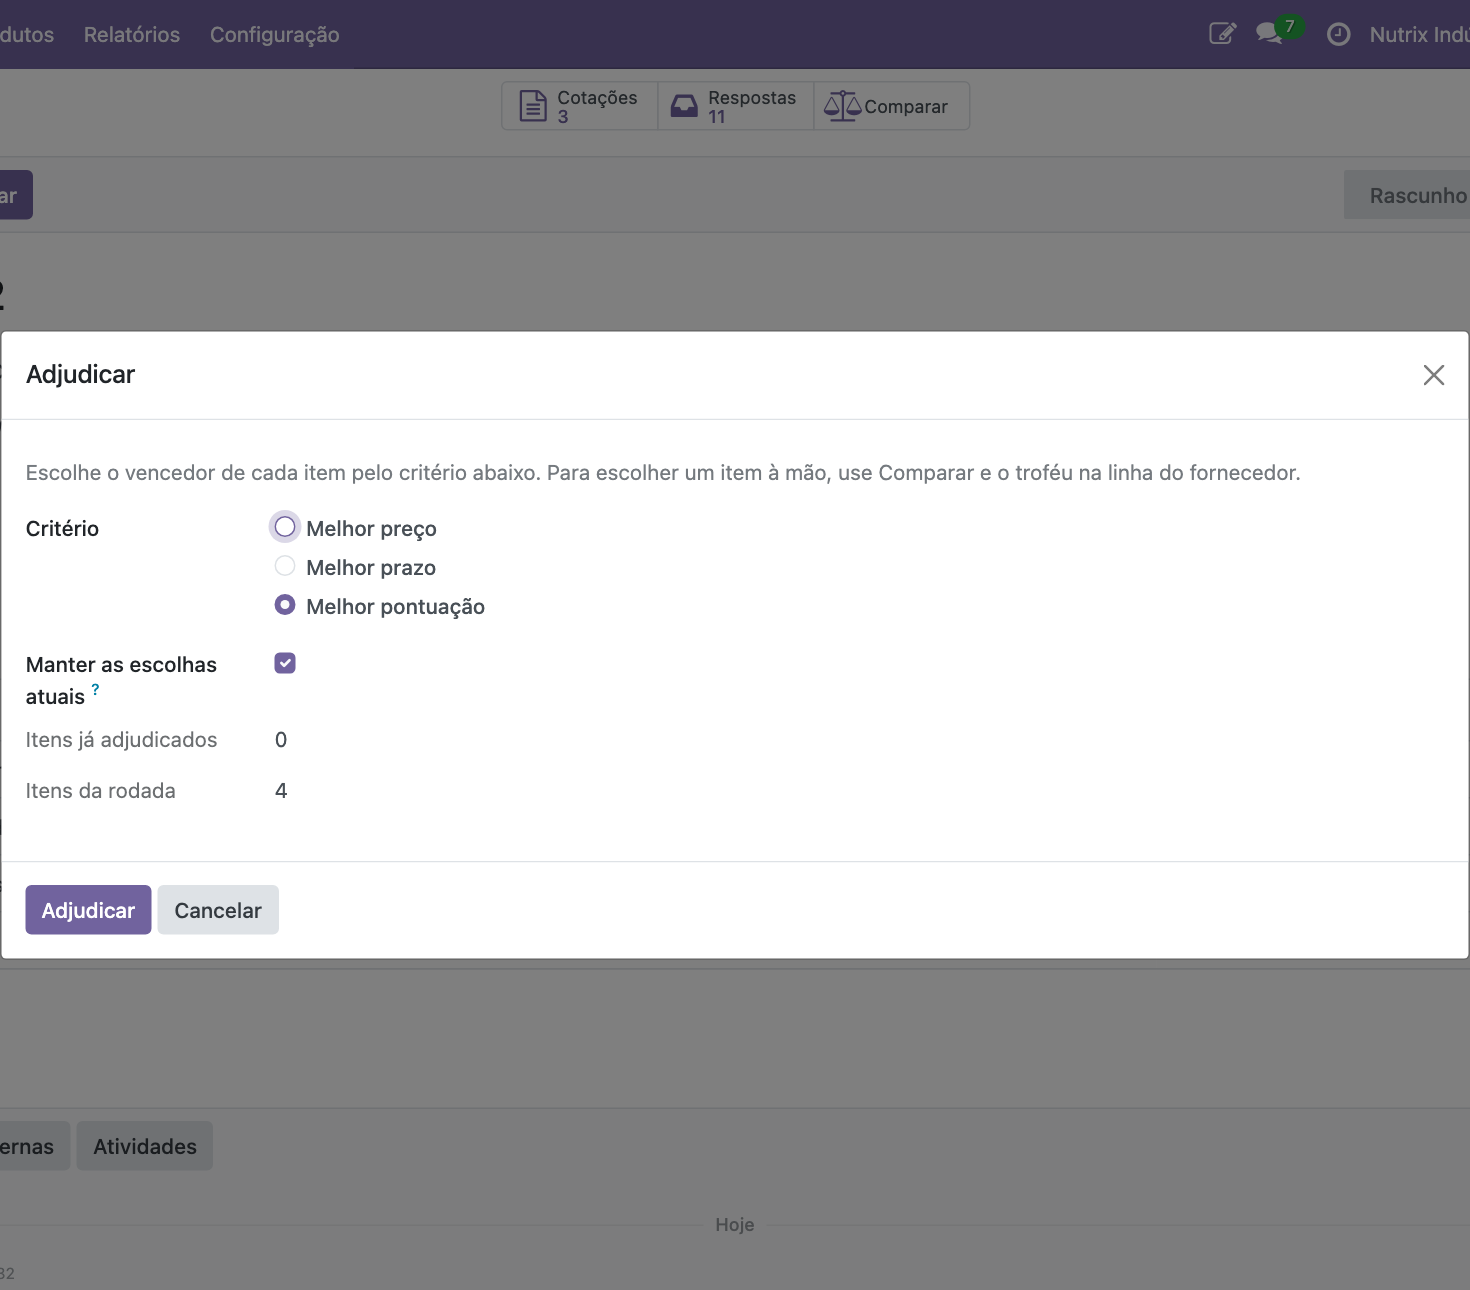 dutos Relatórios Configuração 7 Nutrix Indú
Cotações 3 Respostas 11 Comparar
ar Rascunho
2
Adjudicar
Escolhe o vencedor de cada item pelo critério abaixo. Para escolher um item à mão, use Comparar e o troféu na linha do fornecedor.
Critério
Melhor preço
Melhor prazo
Melhor pontuação
Manter as escolhas
atuais ?
Itens já adjudicados 0
Itens da rodada 4
Adjudicar Cancelar
ernas Atividades
Hoje
32